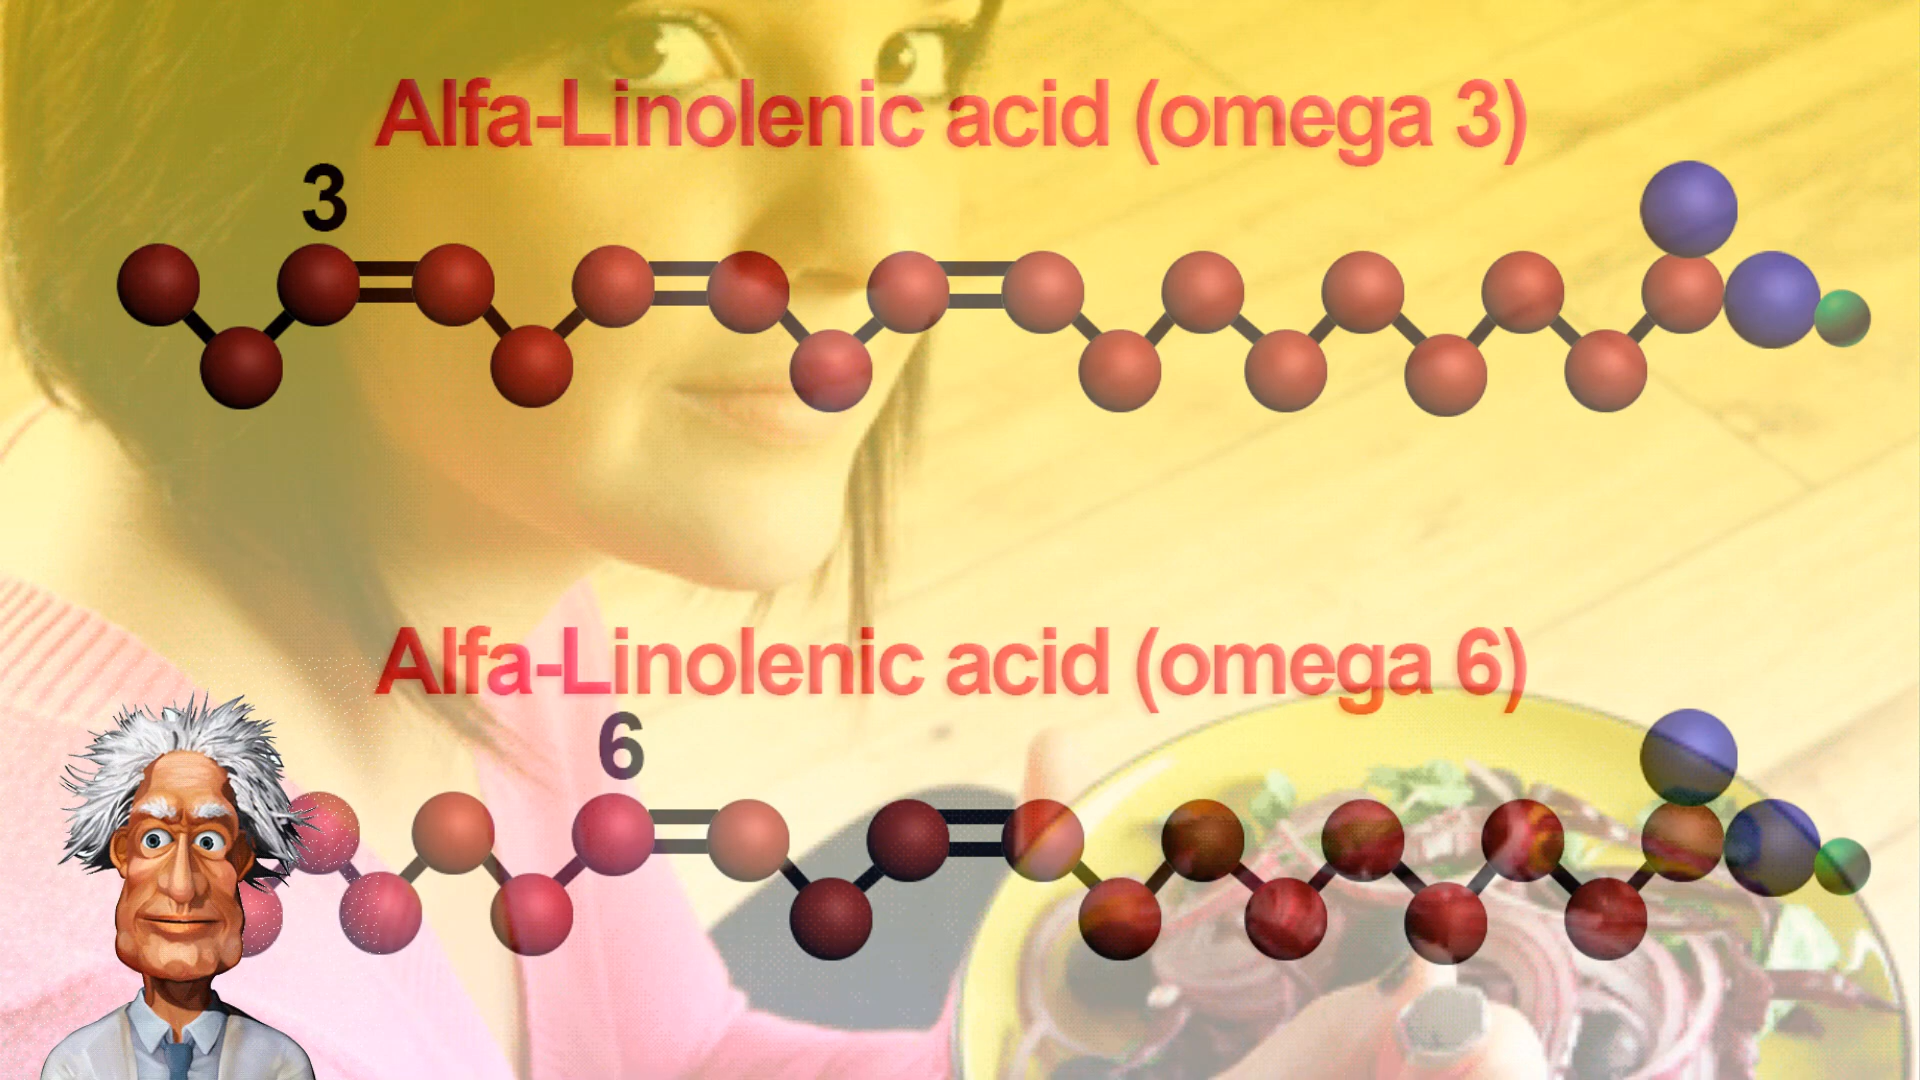 Alfa-Linolenic acid (omega 3)
3
Alfa-Linolenic acid (omega 6)
6